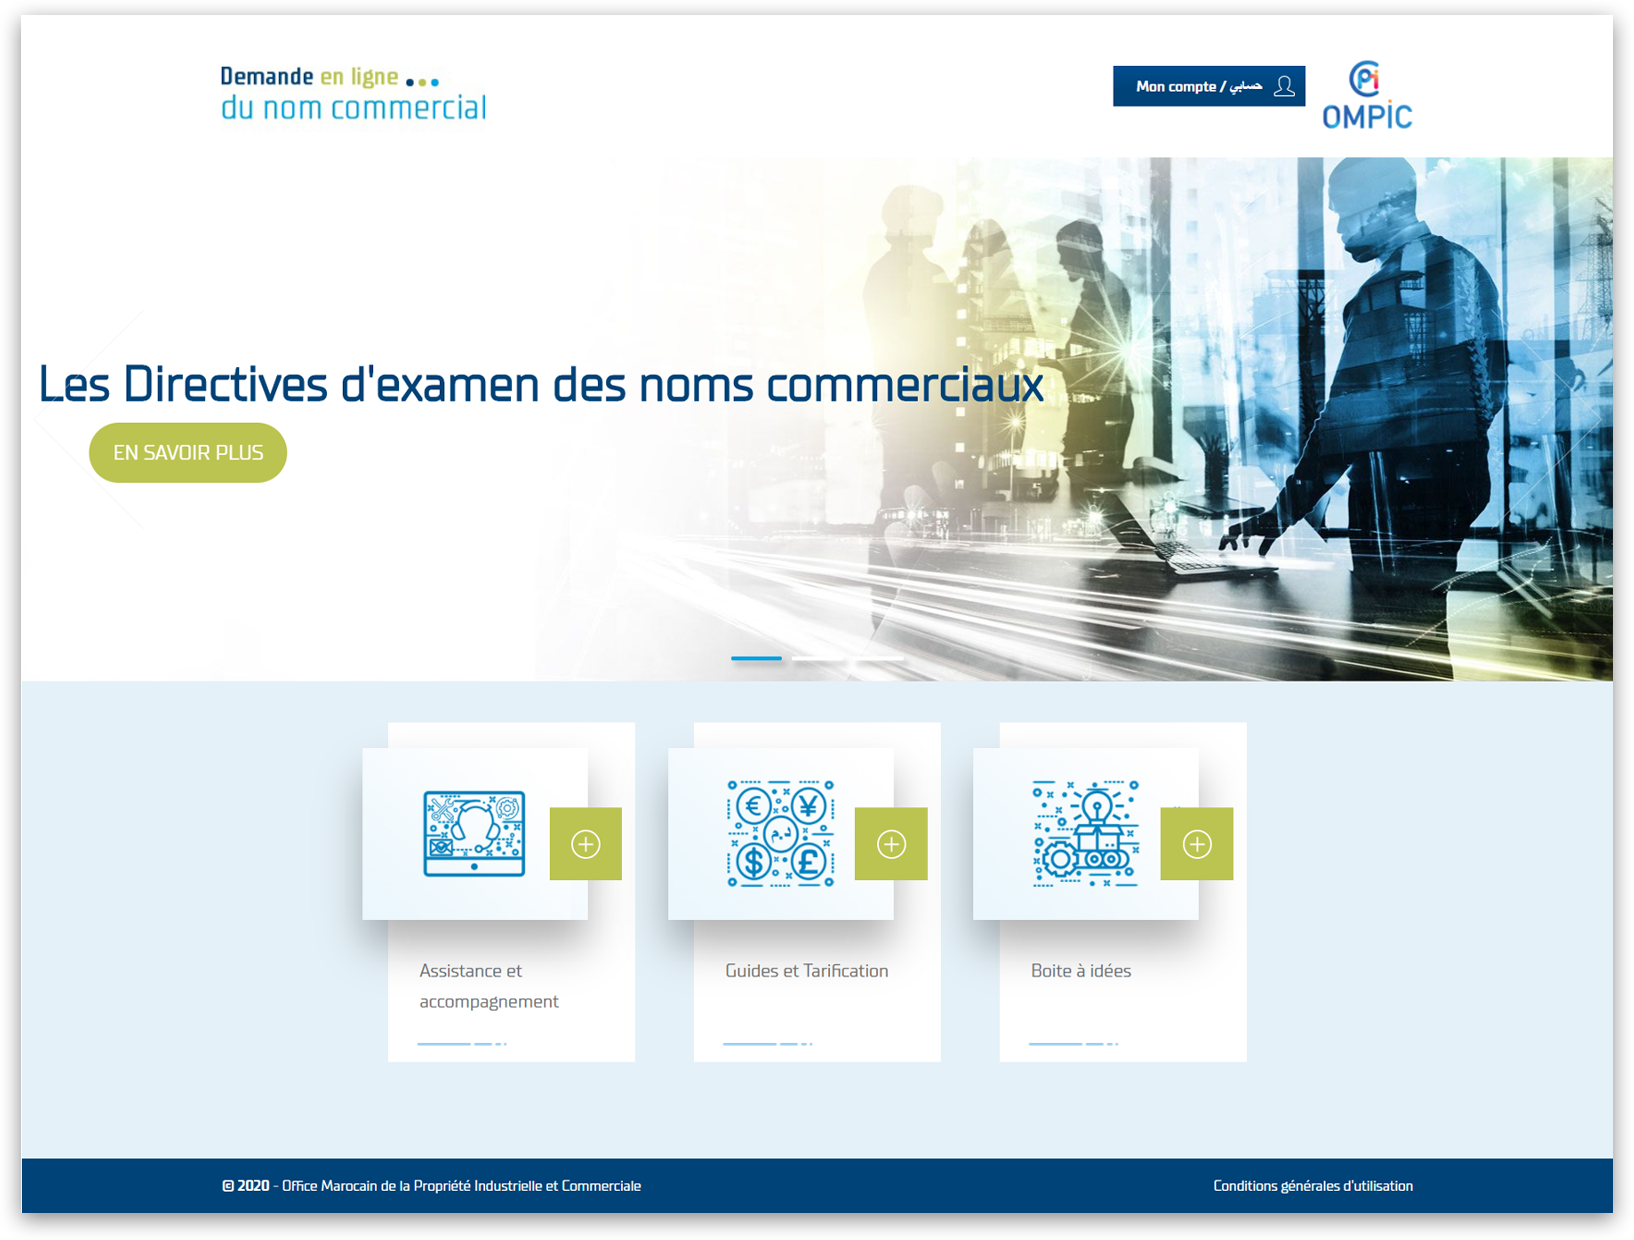 Demande en ligne
du nom commercial
Mon compte / حسابي
OMPIC
Les Directives d'examen des noms commerciaux
EN SAVOIR PLUS
Assistance et
accompagnement
Guides et Tarification
Boite à idées
© 2020 - Office Marocain de la Propriété Industrielle et Commerciale
Conditions générales d'utilisation